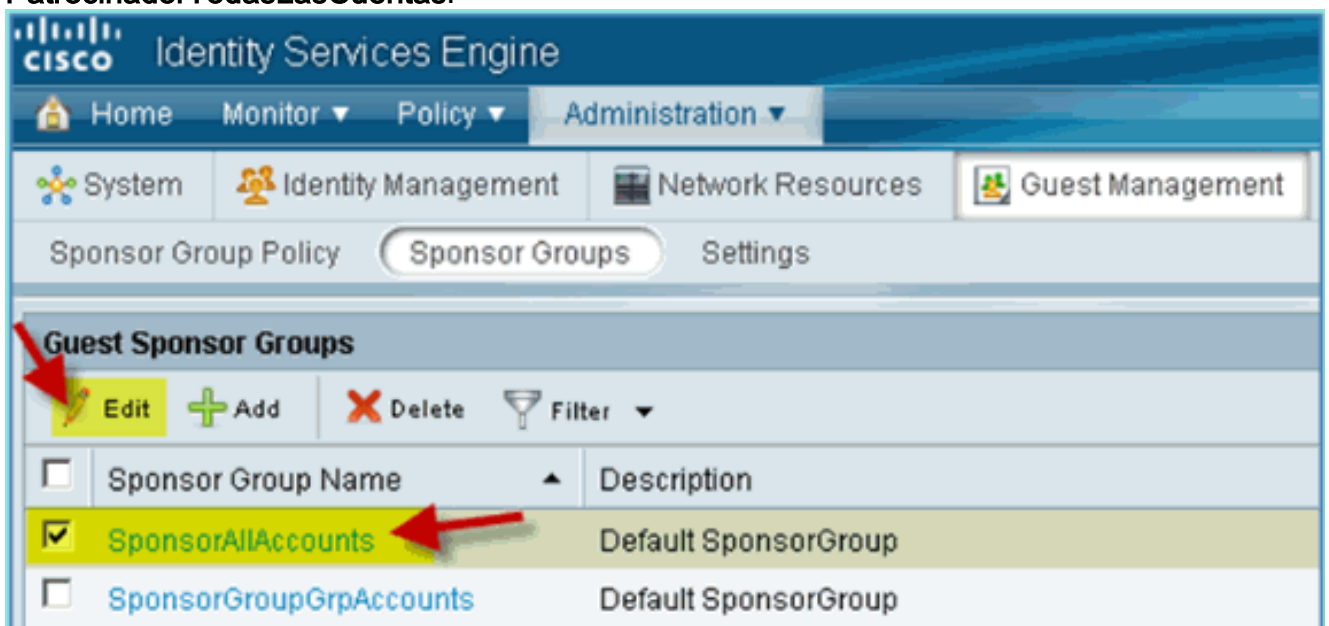 PatrocinadorTodasLasCuentas.
cisco Identity Services Engine
Home Monitor Policy Administration
System Identity Management Network Resources Guest Management
Sponsor Group Policy Sponsor Groups Settings
Guest Sponsor Groups
Edit Add Delete Filter
Sponsor Group Name Description
SponsorAllAccounts Default SponsorGroup
SponsorGroupGrpAccounts Default SponsorGroup